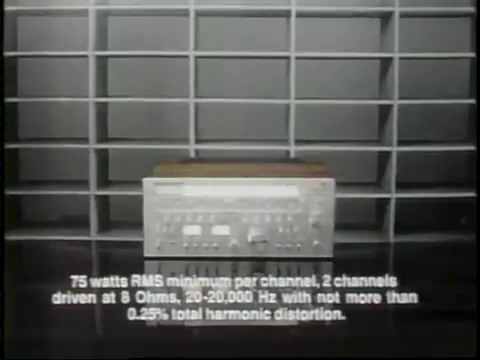 75 watts RMS minimum per channel, 2 channels
driven at 8 Ohms, 20-20,000 Hz with not more than
0.25% total harmonic distortion.